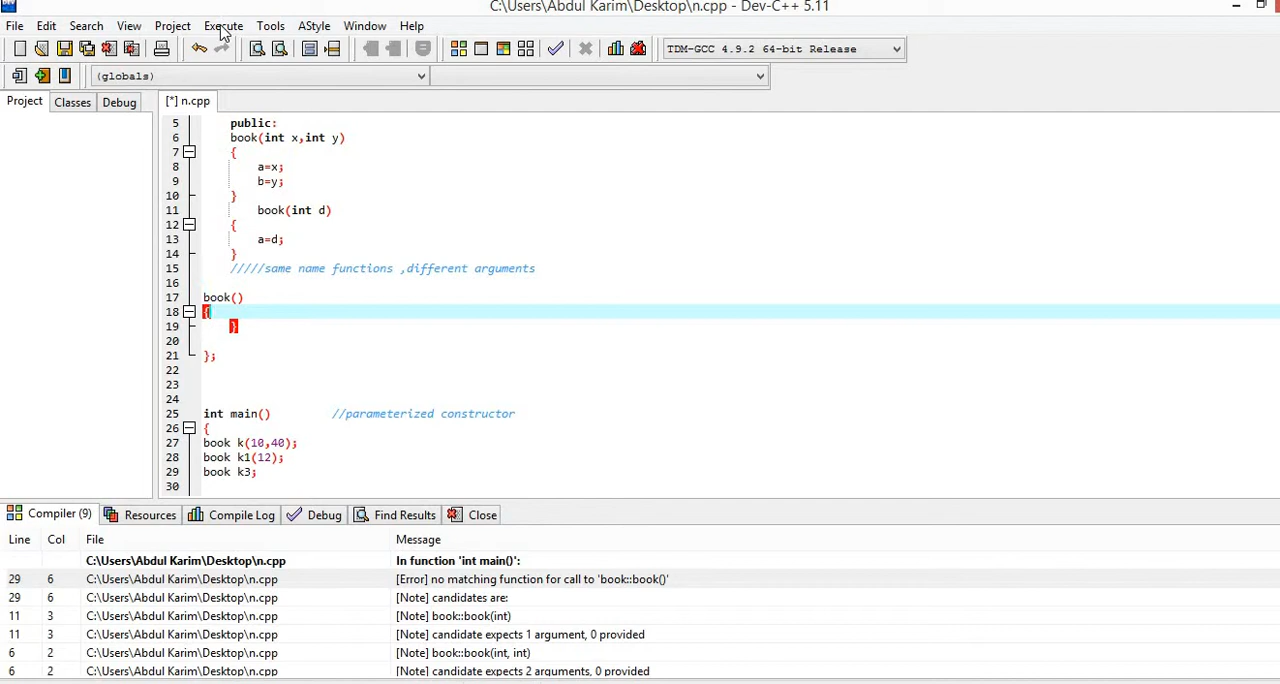 C:\Users\Abdul Karim\Desktop\n.cpp - Dev-C++ 5.11
File Edit Search View Project Execute Tools AStyle Window Help
TDM-GCC 4.9.2 64-bit Release
(globals)
Project Classes Debug [*] n.cpp
5 public:
6 book(int x,int y)
7 {
8 a=x;
9 b=y;
10 }
11 book(int d)
12 {
13 a=d;
14 }
15 /////same name functions ,different arguments
16
17 book()
18 {
19 }
20
21 };
22
23
24
25 int main() //parameterized constructor
26 {
27 book k(10,40);
28 book k1(12);
29 book k3;
30
Compiler (9) Resources Compile Log Debug Find Results Close
Line Col File Message
C:\Users\Abdul Karim\Desktop\n.cpp In function 'int main()':
29 6 C:\Users\Abdul Karim\Desktop\n.cpp [Error] no matching function for call to 'book::book()'
29 6 C:\Users\Abdul Karim\Desktop\n.cpp [Note] candidates are:
11 3 C:\Users\Abdul Karim\Desktop\n.cpp [Note] book::book(int)
11 3 C:\Users\Abdul Karim\Desktop\n.cpp [Note] candidate expects 1 argument, 0 provided
6 2 C:\Users\Abdul Karim\Desktop\n.cpp [Note] book::book(int, int)
6 2 C:\Users\Abdul Karim\Desktop\n.cpp [Note] candidate expects 2 arguments, 0 provided